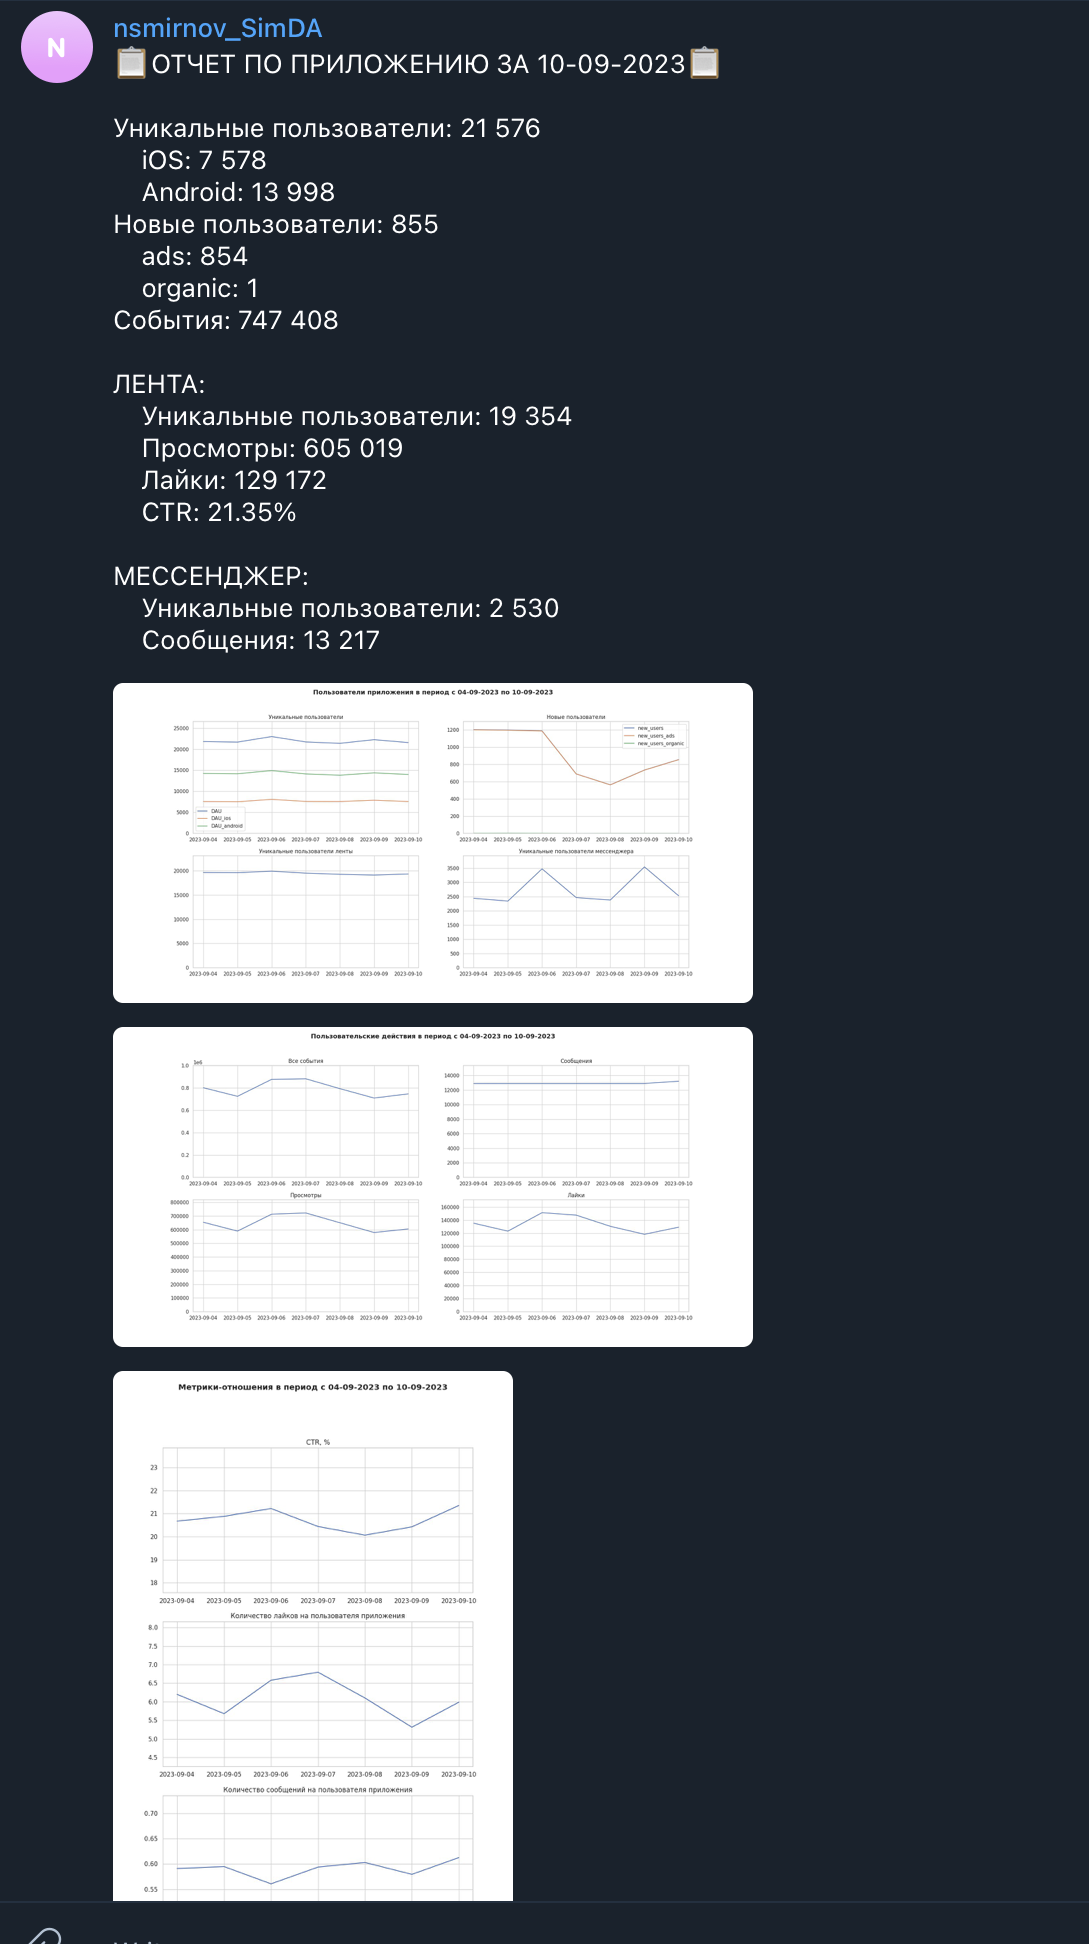 N
nsmirnov_SimDA
📋ОТЧЕТ ПО ПРИЛОЖЕНИЮ ЗА 10-09-2023📋
Уникальные пользователи: 21 576
iOS: 7 578
Android: 13 998
Новые пользователи: 855
ads: 854
organic: 1
События: 747 408
ЛЕНТА:
Уникальные пользователи: 19 354
Просмотры: 605 019
Лайки: 129 172
CTR: 21.35%
МЕССЕНДЖЕР:
Уникальные пользователи: 2 530
Сообщения: 13 217
Пользователи приложения в период с 04-09-2023 по 10-09-2023
Уникальные пользователи
25000
20000
15000
10000
5000
0
DAU
DAU_ios
DAU_android
2023-09-04 2023-09-05 2023-09-06 2023-09-07 2023-09-08 2023-09-09 2023-09-10
Новые пользователи
1200
1000
800
600
400
200
0
new_users
new_users_ads
new_users_organic
2023-09-04 2023-09-05 2023-09-06 2023-09-07 2023-09-08 2023-09-09 2023-09-10
Уникальные пользователи ленты
20000
15000
10000
5000
0
2023-09-04 2023-09-05 2023-09-06 2023-09-07 2023-09-08 2023-09-09 2023-09-10
Уникальные пользователи мессенджера
3500
3000
2500
2000
1500
1000
500
0
2023-09-04 2023-09-05 2023-09-06 2023-09-07 2023-09-08 2023-09-09 2023-09-10
Пользовательские действия в период с 04-09-2023 по 10-09-2023
Все события
1e6
1.0
0.8
0.6
0.4
0.2
0.0
2023-09-04 2023-09-05 2023-09-06 2023-09-07 2023-09-08 2023-09-09 2023-09-10
Сообщения
14000
12000
10000
8000
6000
4000
2000
0
2023-09-04 2023-09-05 2023-09-06 2023-09-07 2023-09-08 2023-09-09 2023-09-10
Просмотры
800000
700000
600000
500000
400000
300000
200000
100000
0
2023-09-04 2023-09-05 2023-09-06 2023-09-07 2023-09-08 2023-09-09 2023-09-10
Лайки
160000
140000
120000
100000
80000
60000
40000
20000
0
2023-09-04 2023-09-05 2023-09-06 2023-09-07 2023-09-08 2023-09-09 2023-09-10
Метрики-отношения в период с 04-09-2023 по 10-09-2023
CTR, %
23
22
21
20
19
18
2023-09-04 2023-09-05 2023-09-06 2023-09-07 2023-09-08 2023-09-09 2023-09-10
Количество лайков на пользователя приложения
8.0
7.5
7.0
6.5
6.0
5.5
5.0
4.5
2023-09-04 2023-09-05 2023-09-06 2023-09-07 2023-09-08 2023-09-09 2023-09-10
Количество сообщений на пользователя приложения
0.70
0.65
0.60
0.55